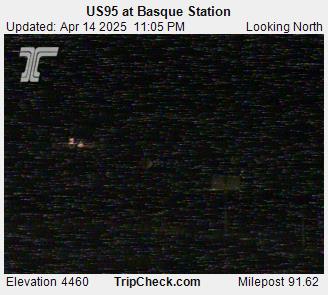 US95 at Basque Station
Updated: Apr 14 2025 11:05 PM Looking North
Elevation 4460 TripCheck.com Milepost 91.62